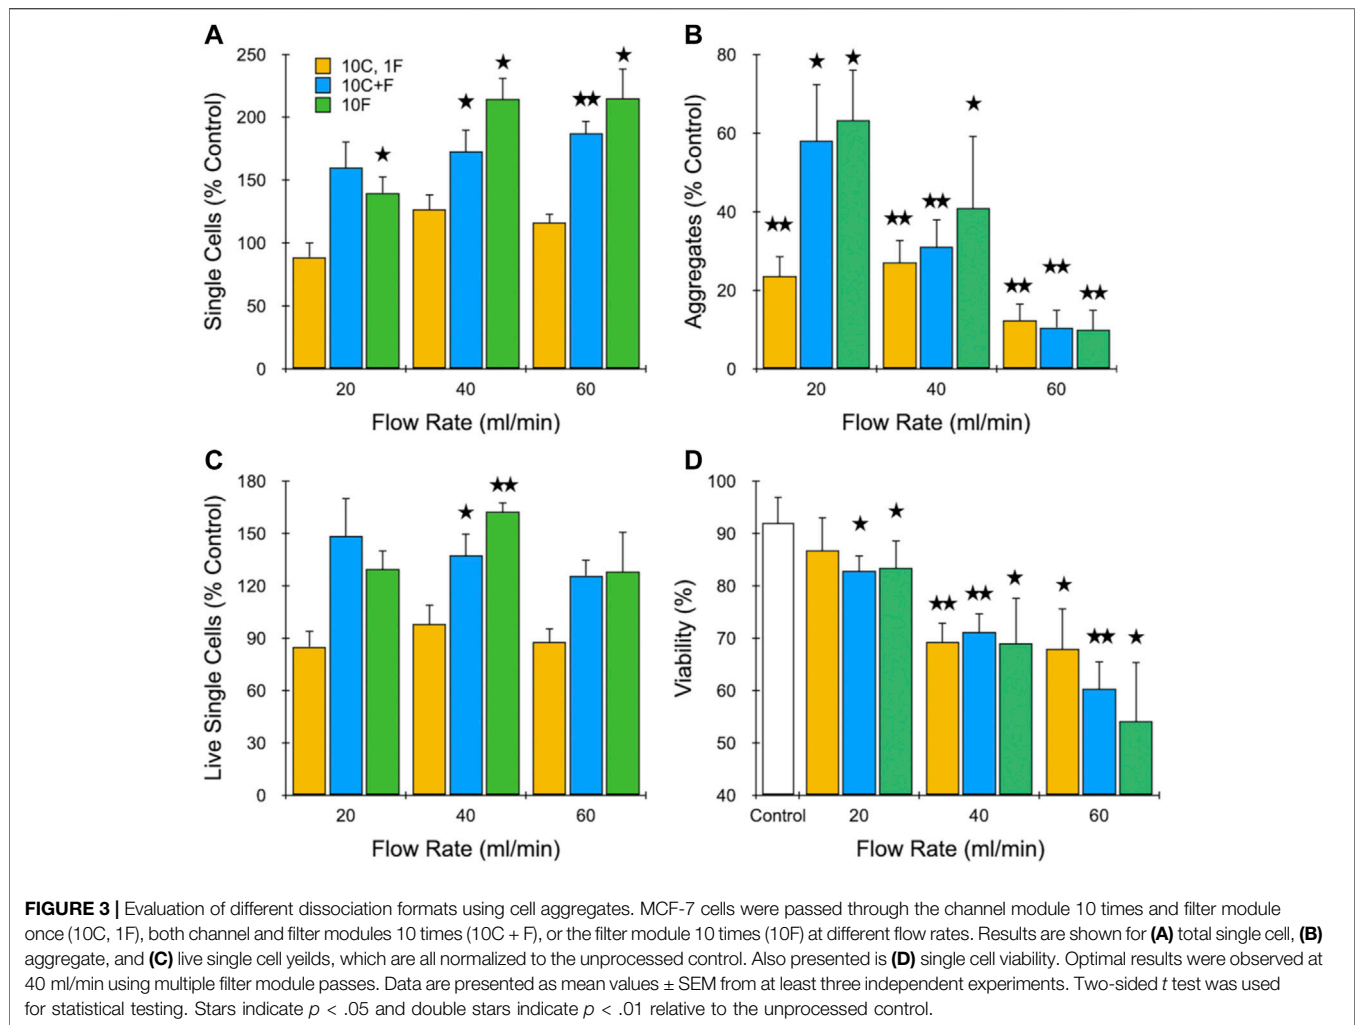 A
250
200
150
100
50
0
Single Cells (% Control)
10C, 1F
10C+F
10F
★
★
★★
★
★
20 40 60
Flow Rate (ml/min)
B
80
60
40
20
0
Aggregates (% Control)
★★
★
★
★★
★★
★
★★
★★
★★
20 40 60
Flow Rate (ml/min)
C
180
150
120
90
60
30
0
Live Single Cells (% Control)
★
★★
20 40 60
Flow Rate (ml/min)
D
100
90
80
70
60
50
40
Viability (%)
★
★
★★
★★
★
★
★★
★
Control 20 40 60
Flow Rate (ml/min)
FIGURE 3 | Evaluation of different dissociation formats using cell aggregates. MCF-7 cells were passed through the channel module 10 times and filter module
once (10C, 1F), both channel and filter modules 10 times (10C + F), or the filter module 10 times (10F) at different flow rates. Results are shown for (A) total single cell, (B)
aggregate, and (C) live single cell yeilds, which are all normalized to the unprocessed control. Also presented is (D) single cell viability. Optimal results were observed at
40 ml/min using multiple filter module passes. Data are presented as mean values ± SEM from at least three independent experiments. Two-sided t test was used
for statistical testing. Stars indicate p < .05 and double stars indicate p < .01 relative to the unprocessed control.